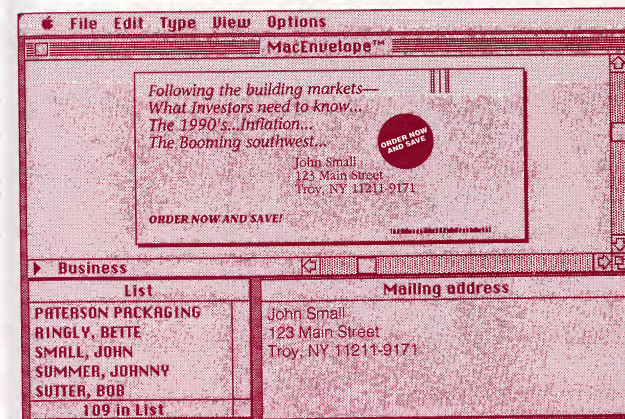 File Edit Type View Options
MacEnvelope™
Following the building markets—
What Investors need to know...
The 1990's...Inflation...
The Booming southwest...
ORDER NOW
AND SAVE
John Small
123 Main Street
Troy, NY 11211-9171
ORDER NOW AND SAVE!
Business
List
PATERSON PACKAGING
RINGLY, BETTE
SMALL, JOHN
SUMMER, JOHNNY
SUTTER, BOB
109 in List
Mailing address
John Small
123 Main Street
Troy, NY 11211-9171